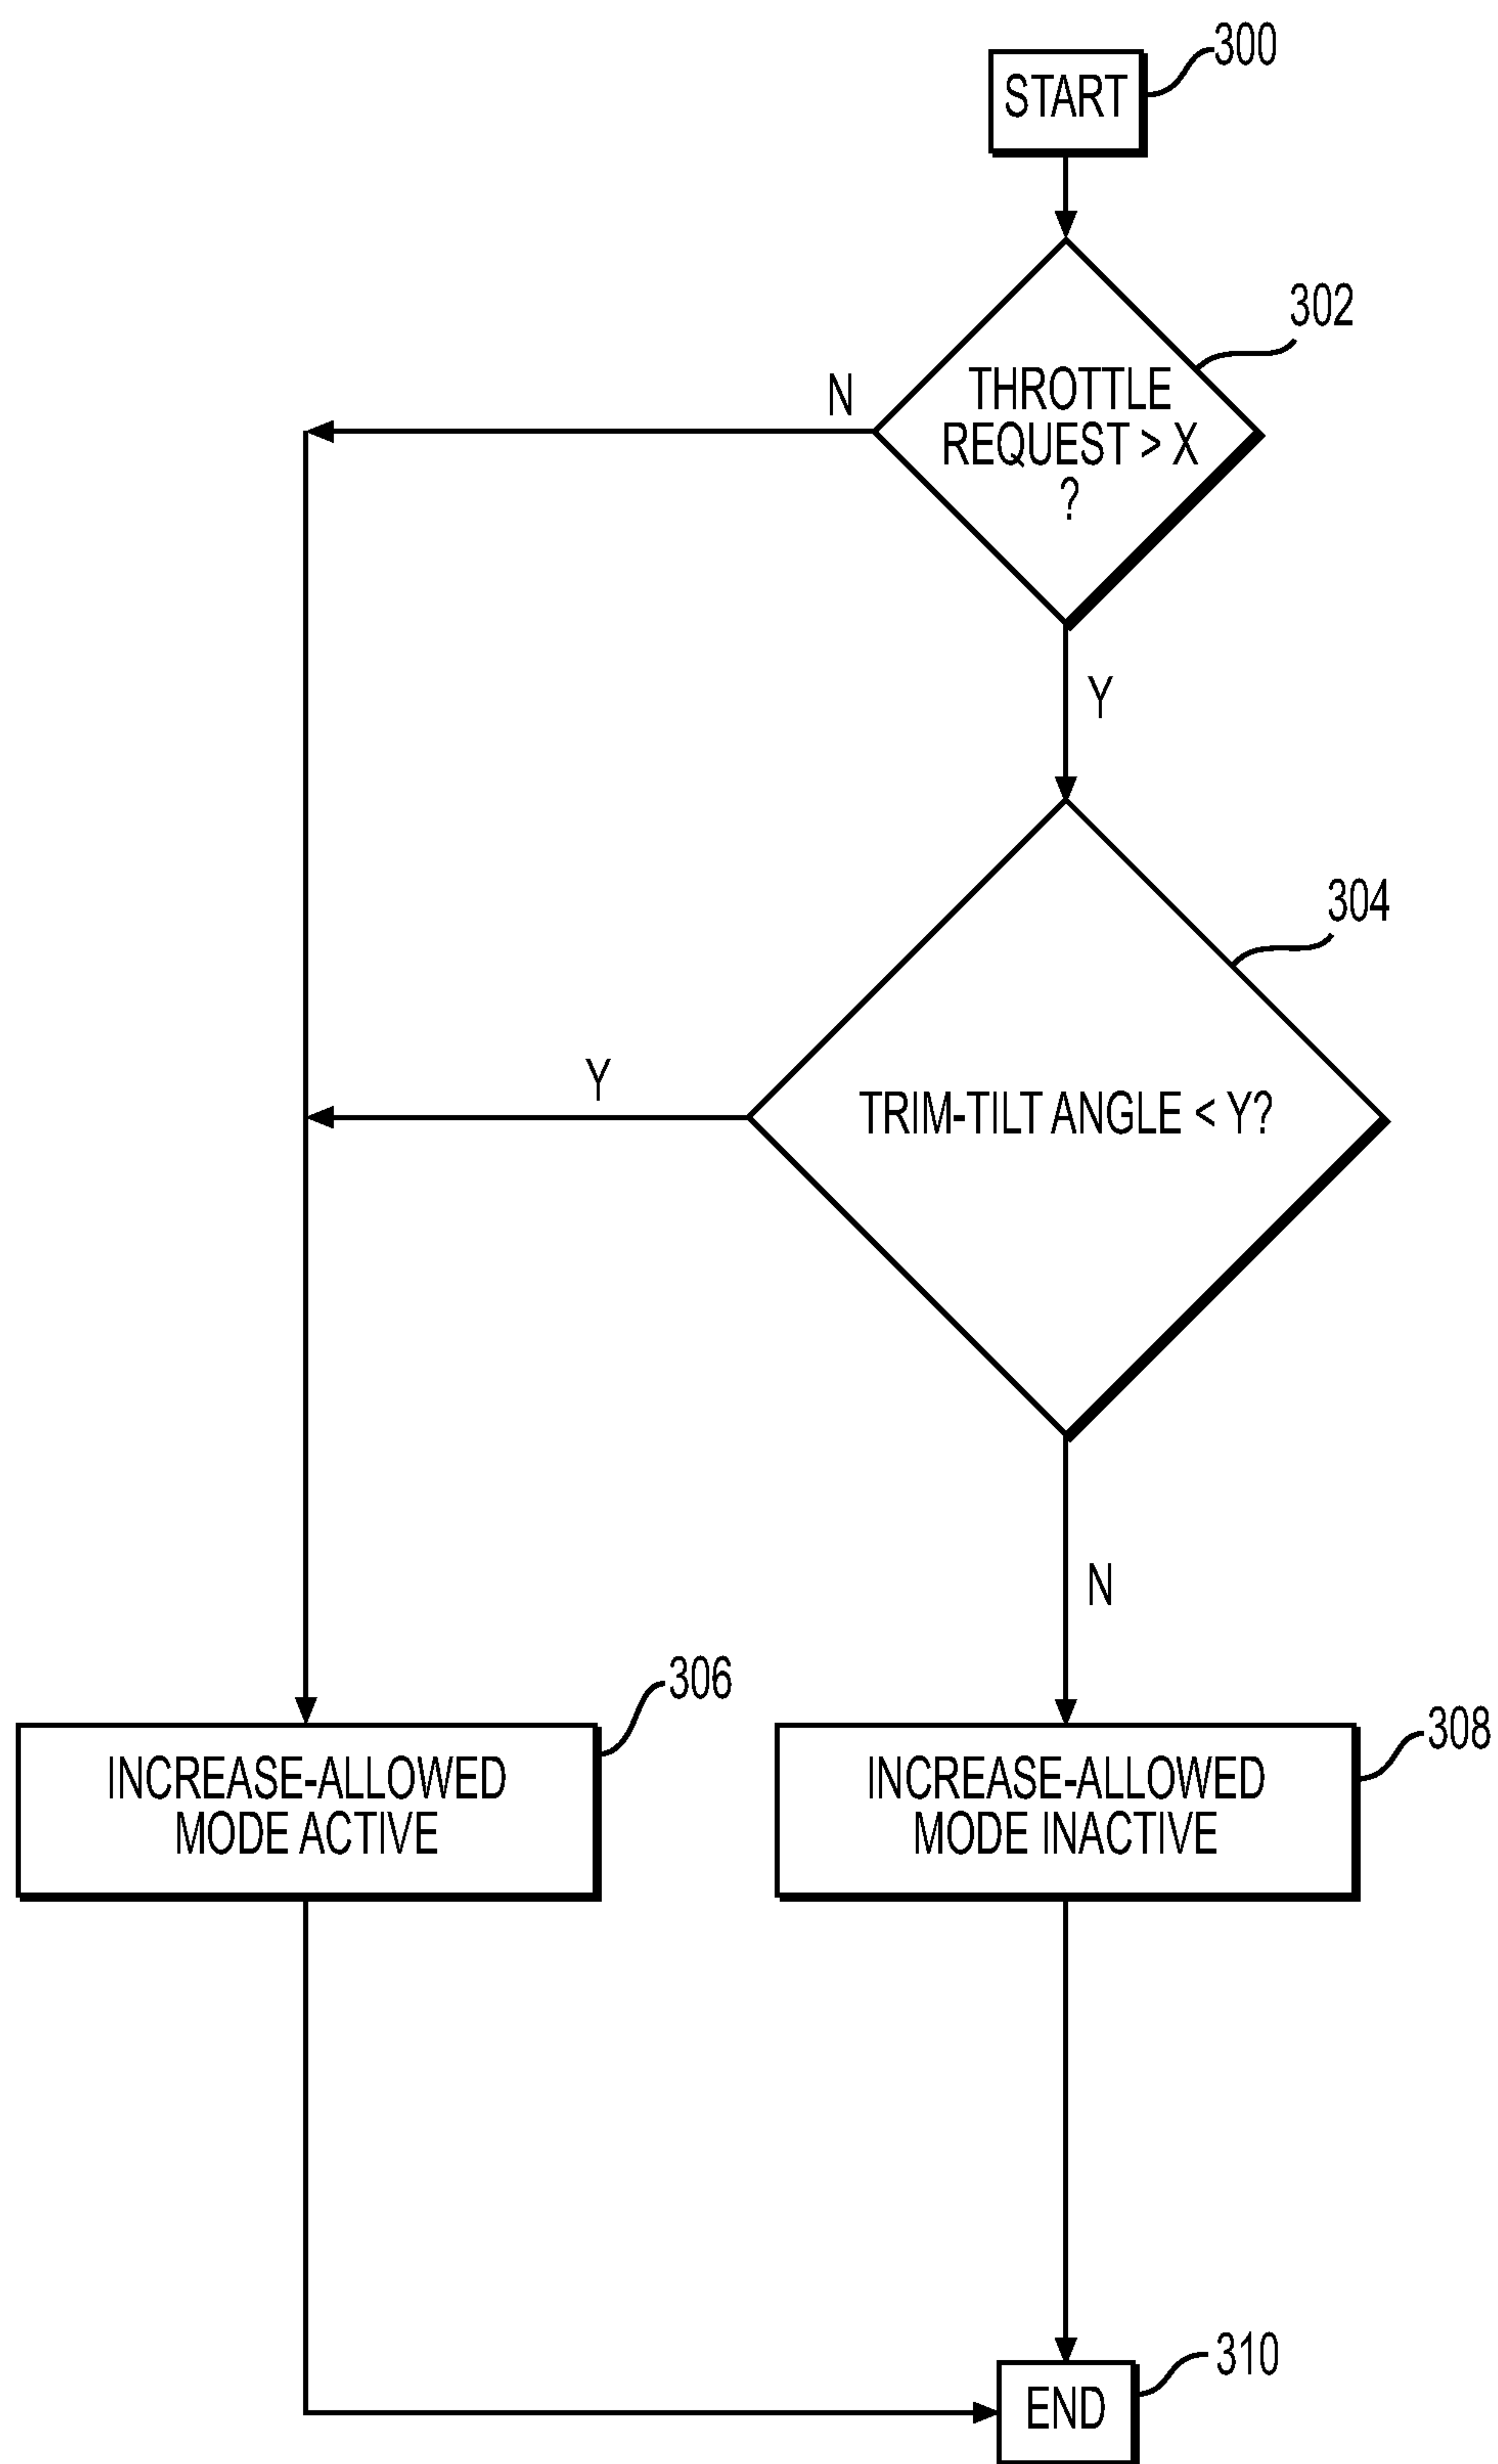 300
START
302
THROTTLE
REQUEST > X
?
N
Y
304
TRIM-TILT ANGLE < Y?
Y
N
306
INCREASE-ALLOWED
MODE ACTIVE
308
INCREASE-ALLOWED
MODE INACTIVE
310
END